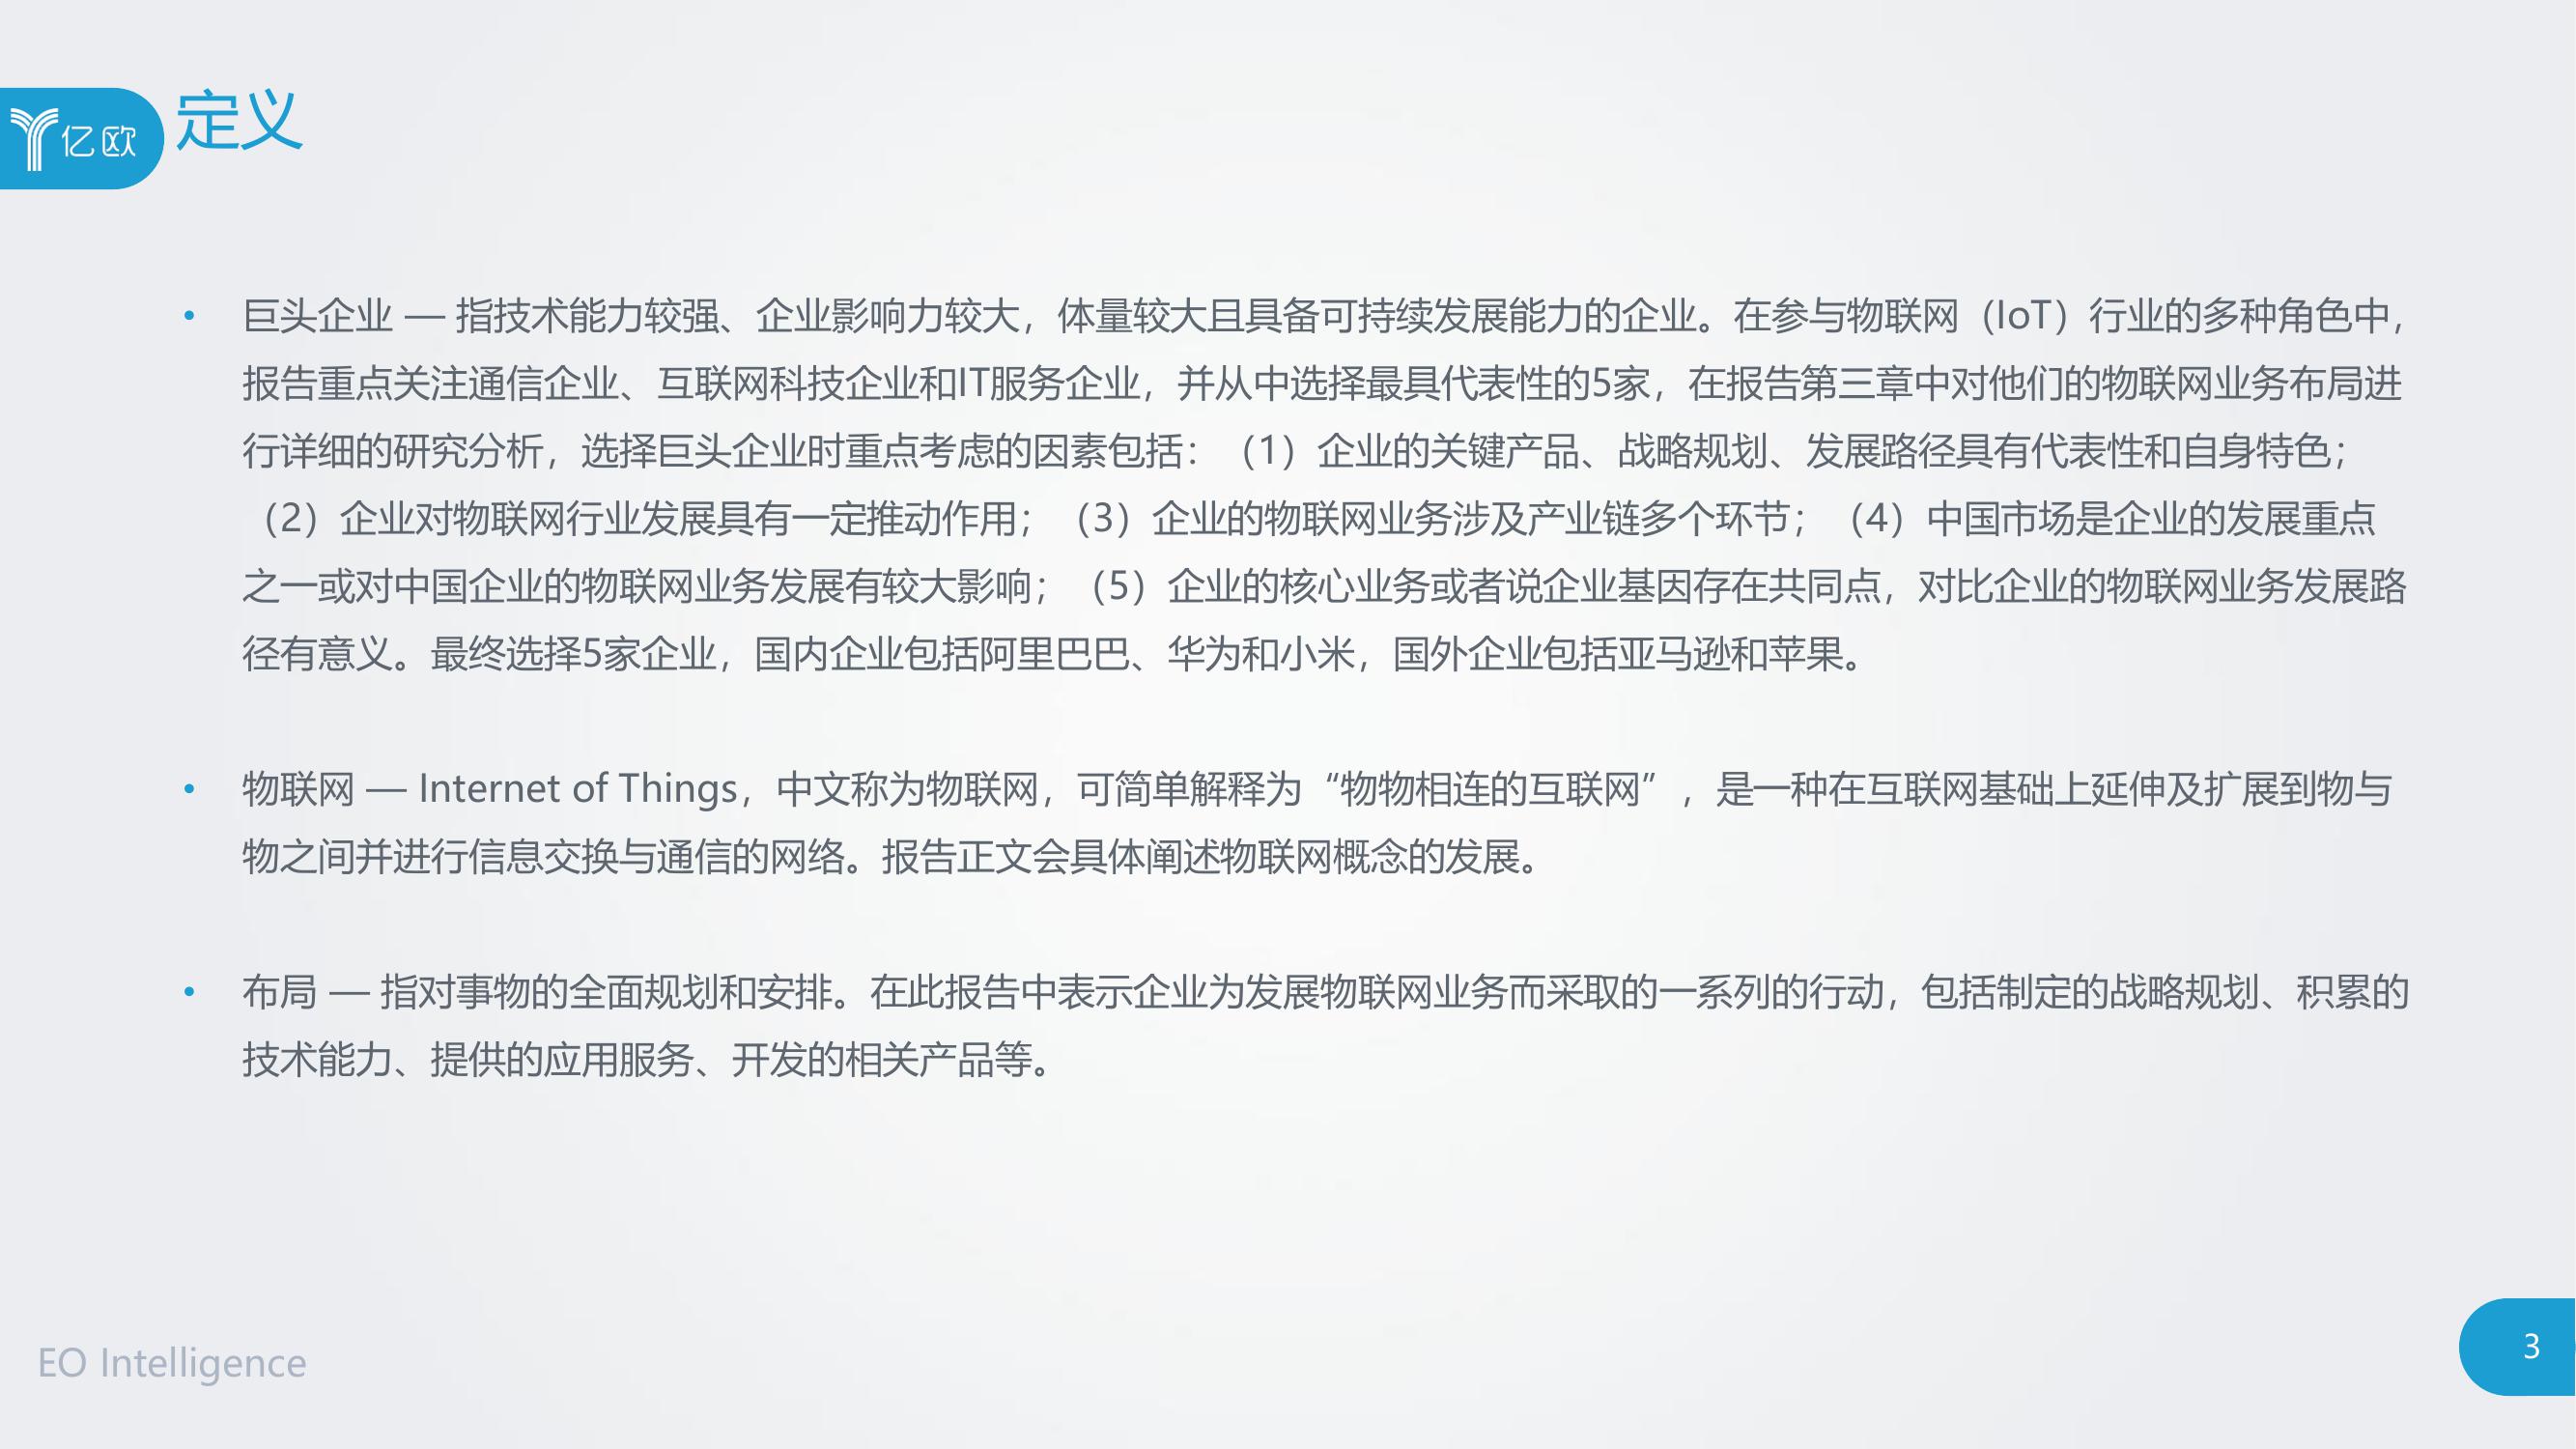 亿欧
定义
• 巨头企业 — 指技术能力较强、企业影响力较大，体量较大且具备可持续发展能力的企业。在参与物联网（IoT）行业的多种角色中，
报告重点关注通信企业、互联网科技企业和IT服务企业，并从中选择最具代表性的5家，在报告第三章中对他们的物联网业务布局进
行详细的研究分析，选择巨头企业时重点考虑的因素包括：（1）企业的关键产品、战略规划、发展路径具有代表性和自身特色；
（2）企业对物联网行业发展具有一定推动作用；（3）企业的物联网业务涉及产业链多个环节；（4）中国市场是企业的发展重点
之一或对中国企业的物联网业务发展有较大影响；（5）企业的核心业务或者说企业基因存在共同点，对比企业的物联网业务发展路
径有意义。最终选择5家企业，国内企业包括阿里巴巴、华为和小米，国外企业包括亚马逊和苹果。
• 物联网 — Internet of Things，中文称为物联网，可简单解释为“物物相连的互联网”，是一种在互联网基础上延伸及扩展到物与
物之间并进行信息交换与通信的网络。报告正文会具体阐述物联网概念的发展。
• 布局 — 指对事物的全面规划和安排。在此报告中表示企业为发展物联网业务而采取的一系列的行动，包括制定的战略规划、积累的
技术能力、提供的应用服务、开发的相关产品等。
EO Intelligence
3